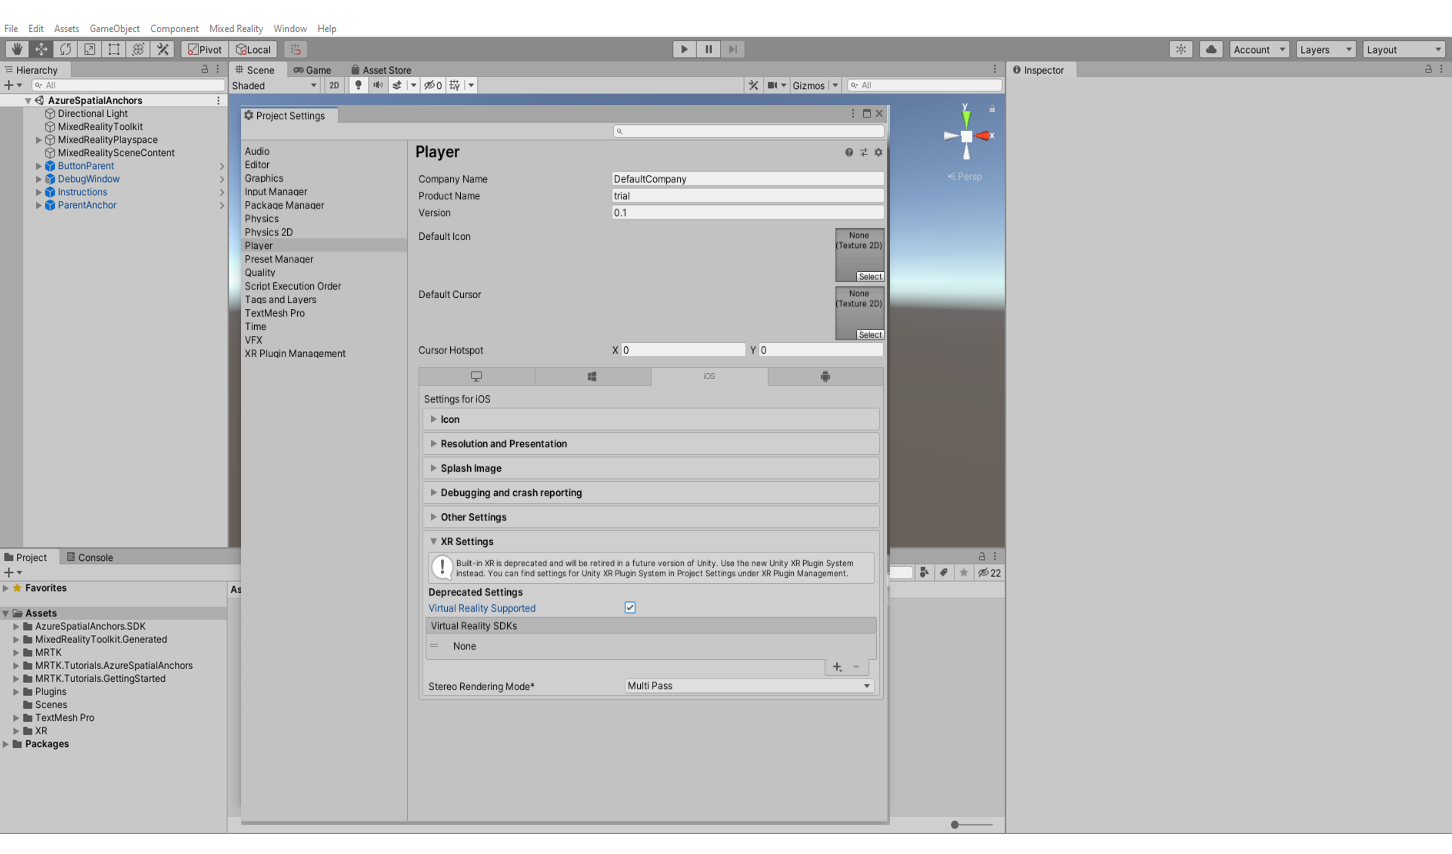 File Edit Assets GameObject Component Mixed Reality Window Help
Pivot Local Account Layers Layout
Hierarchy
All
AzureSpatialAnchors
Directional Light
MixedRealityToolkit
MixedRealityPlayspace
MixedRealitySceneContent
ButtonParent
DebugWindow
Instructions
ParentAnchor
Scene Game Asset Store
Shaded 2D 0 Gizmos All
y
x
Persp
Inspector
Project Settings
Audio
Editor
Graphics
Input Manager
Package Manager
Physics
Physics 2D
Player
Preset Manager
Quality
Script Execution Order
Tags and Layers
TextMesh Pro
Time
VFX
XR Plugin Management
Player
Company Name DefaultCompany
Product Name trial
Version 0.1
Default Icon
None
(Texture 2D)
Select
Default Cursor
None
(Texture 2D)
Select
Cursor Hotspot X 0 Y 0
iOS
Settings for iOS
Icon
Resolution and Presentation
Splash Image
Debugging and crash reporting
Other Settings
XR Settings
Built-in XR is deprecated and will be retired in a future version of Unity. Use the new Unity XR Plugin System
instead. You can find settings for Unity XR Plugin System in Project Settings under XR Plugin Management.
Deprecated Settings
Virtual Reality Supported
Virtual Reality SDKs
None
Stereo Rendering Mode* Multi Pass
Project Console
22
Favorites
As
Assets
AzureSpatialAnchors.SDK
MixedRealityToolkit.Generated
MRTK
MRTK.Tutorials.AzureSpatialAnchors
MRTK.Tutorials.GettingStarted
Plugins
Scenes
TextMesh Pro
XR
Packages